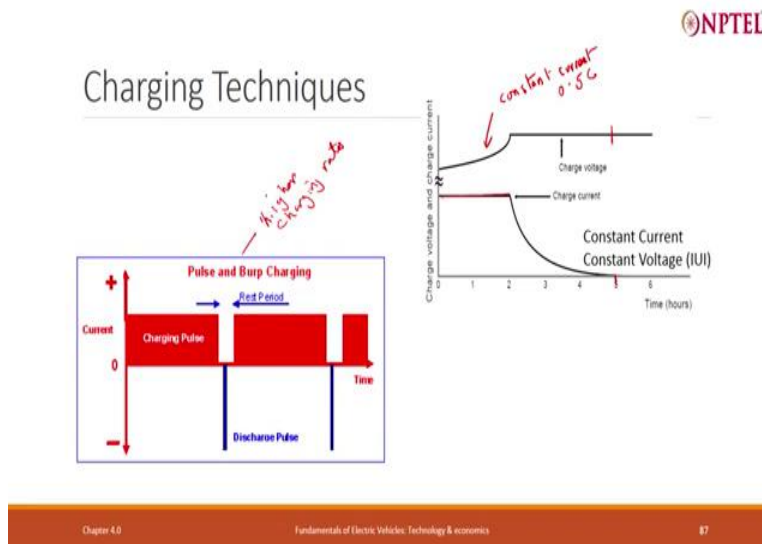 NPTEL
Charging Techniques
constant current
0.5C
Charge voltage and charge current
Charge voltage
Charge current
Constant Current
Constant Voltage (IUI)
0 1 2 3 4 5 6
Time (hours)
Higher
charging rates
Pulse and Burp Charging
+
Rest Period
Current
Charging Pulse
0
Time
Discharge Pulse
−
Chapter 4.0
Fundamentals of Electric Vehicles: Technology & economics
87